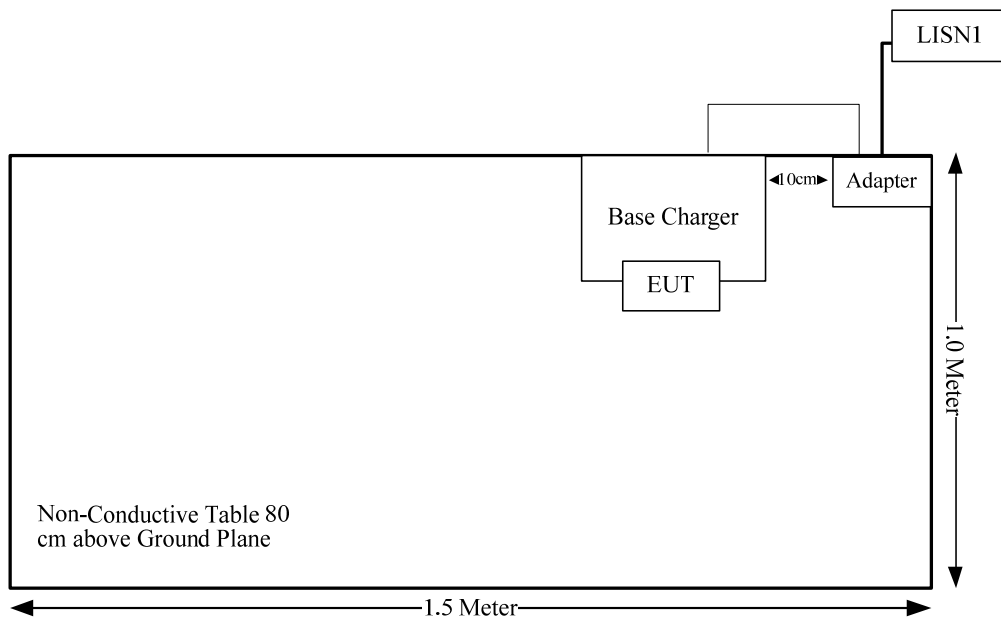 LISN1
10cm
Adapter
Base Charger
EUT
1.0 Meter
Non-Conductive Table 80
cm above Ground Plane
1.5 Meter